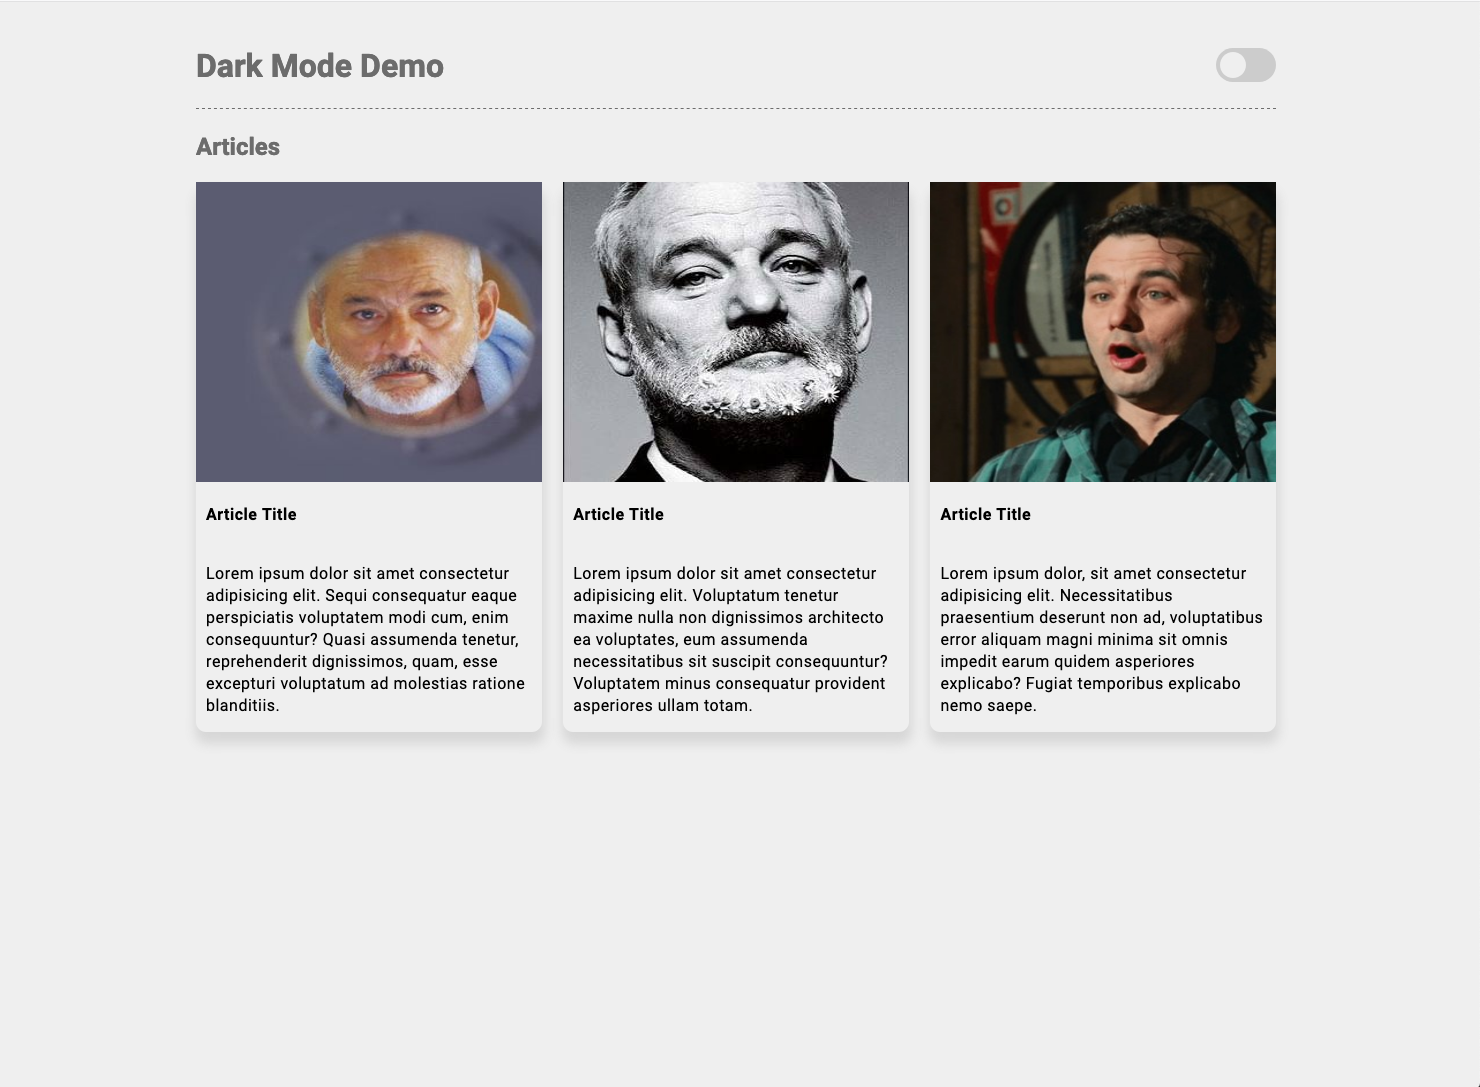 Dark Mode Demo
Articles
Article Title
Lorem ipsum dolor sit amet consectetur
adipisicing elit. Sequi consequatur eaque
perspiciatis voluptatem modi cum, enim
consequuntur? Quasi assumenda tenetur,
reprehenderit dignissimos, quam, esse
excepturi voluptatum ad molestias ratione
blanditiis.
Article Title
Lorem ipsum dolor sit amet consectetur
adipisicing elit. Voluptatum tenetur
maxime nulla non dignissimos architecto
ea voluptates, eum assumenda
necessitatibus sit suscipit consequuntur?
Voluptatem minus consequatur provident
asperiores ullam totam.
Article Title
Lorem ipsum dolor, sit amet consectetur
adipisicing elit. Necessitatibus
praesentium deserunt non ad, voluptatibus
error aliquam magni minima sit omnis
impedit earum quidem asperiores
explicabo? Fugiat temporibus explicabo
nemo saepe.